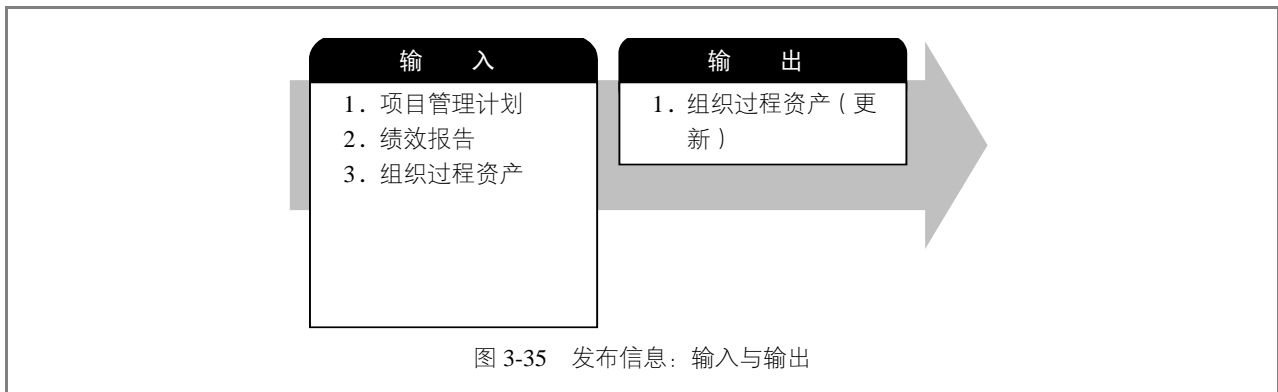 输 入
1. 项目管理计划
2. 绩效报告
3. 组织过程资产
输 出
1. 组织过程资产（更
新）
图 3-35 发布信息：输入与输出